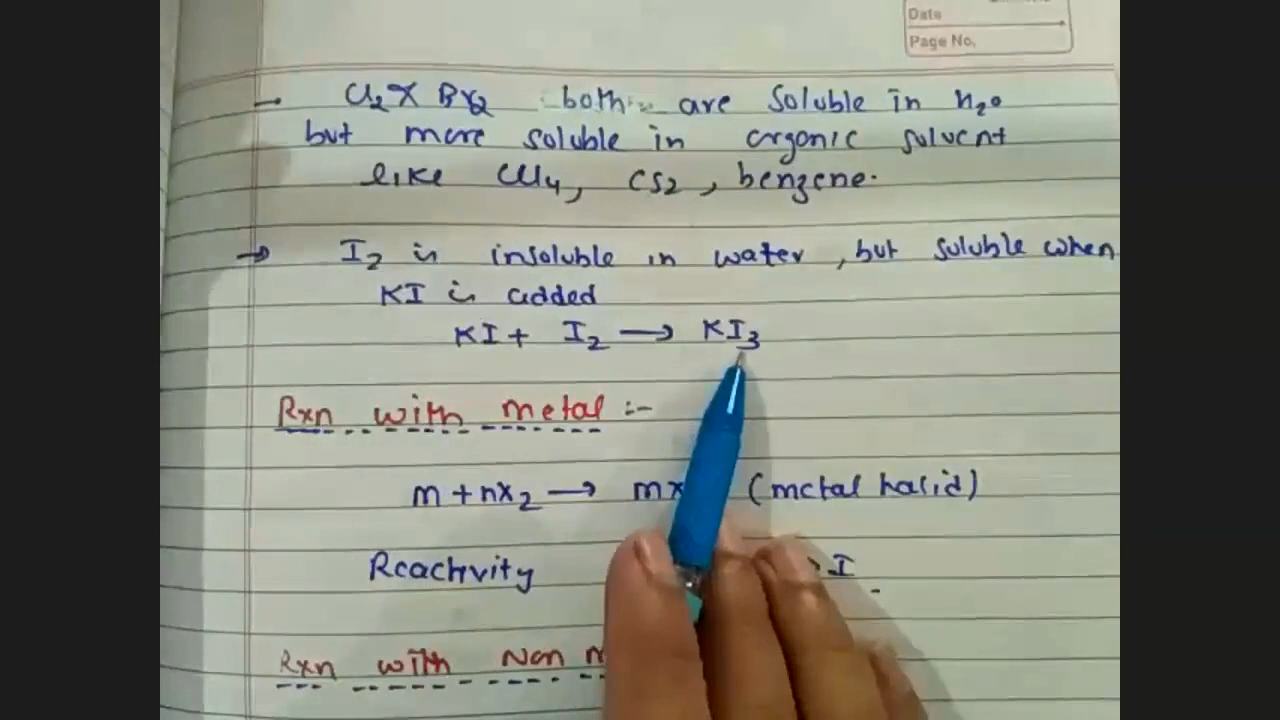 Date
Page No.
→ Cl2 & Br2 both are soluble in H2O
but more soluble in organic solvent
like CCl4, CS2, benzene.
→ I2 is insoluble in water, but soluble when
KI is added
KI + I2 → KI3
Rxn with metal :-
m + nx2 → mx (metal halid)
Reactivity > I
Rxn with Non